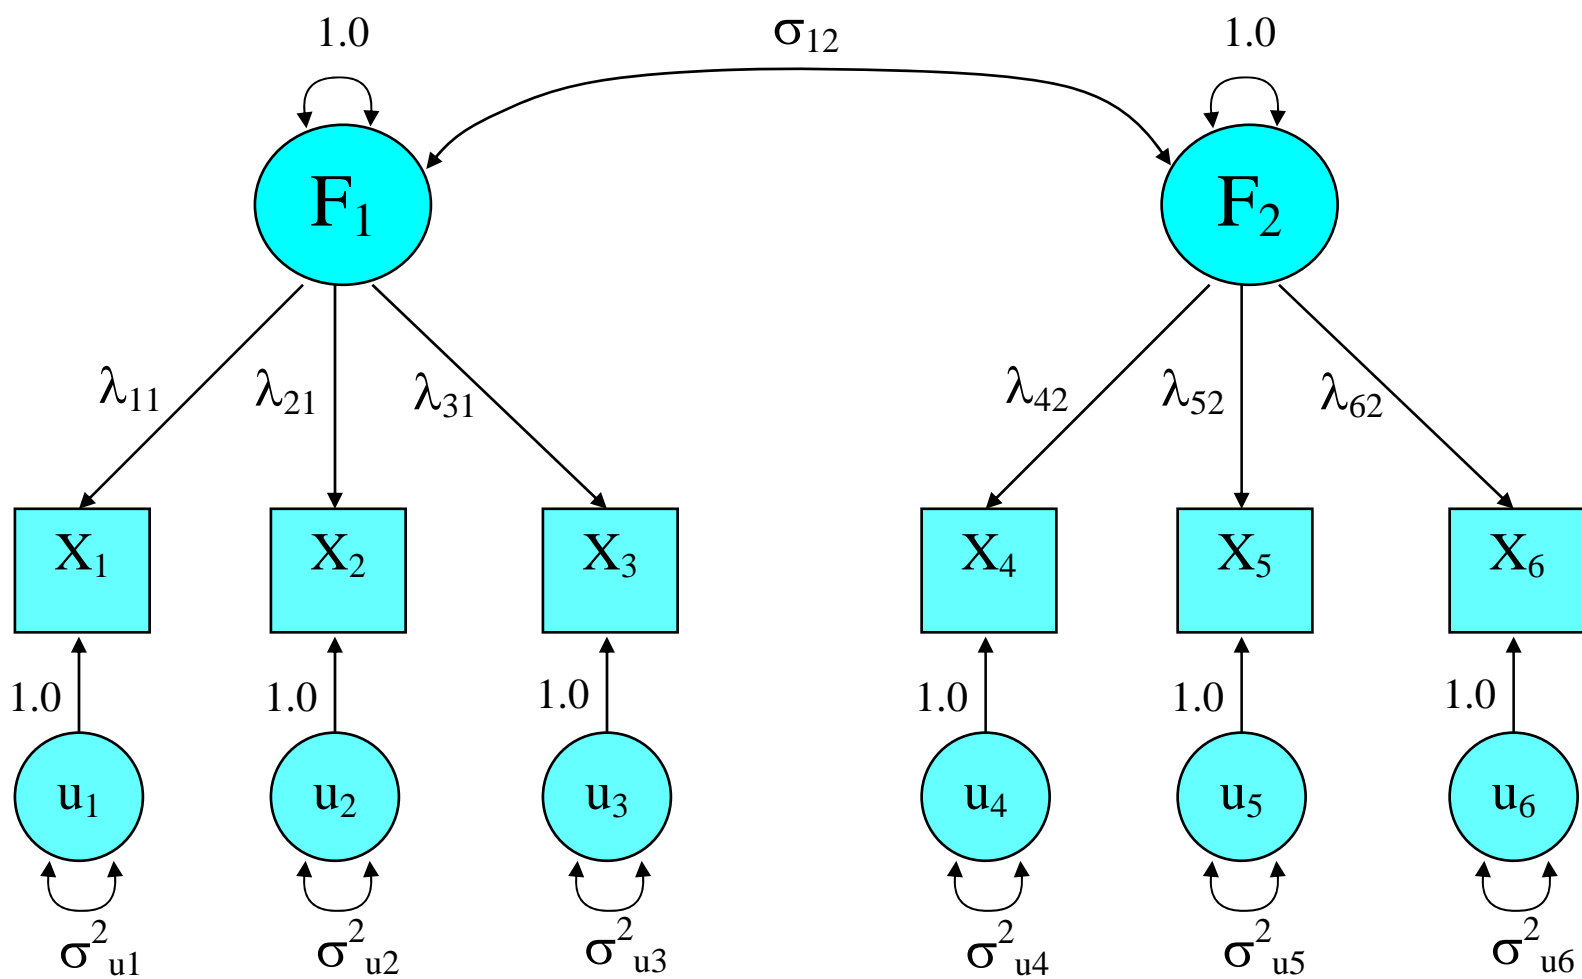 1.0 σ₁₂ 1.0
F₁ F₂
λ₁₁ λ₂₁ λ₃₁ λ₄₂ λ₅₂ λ₆₂
X₁ X₂ X₃ X₄ X₅ X₆
1.0 1.0 1.0 1.0 1.0 1.0
u₁ u₂ u₃ u₄ u₅ u₆
σ²u1 σ²u2 σ²u3 σ²u4 σ²u5 σ²u6